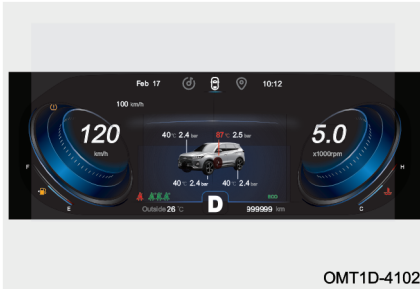 Feb 17 10:12
100 km/h
120
km/h
5.0
x1000rpm
40 °C 2.4 bar 87 °C 2.5 bar
40 °C 2.4 bar 40 °C 2.4 bar
F
H
E
C
ECO
Outside 26 °C
D
999999 km
OMT1D-4102